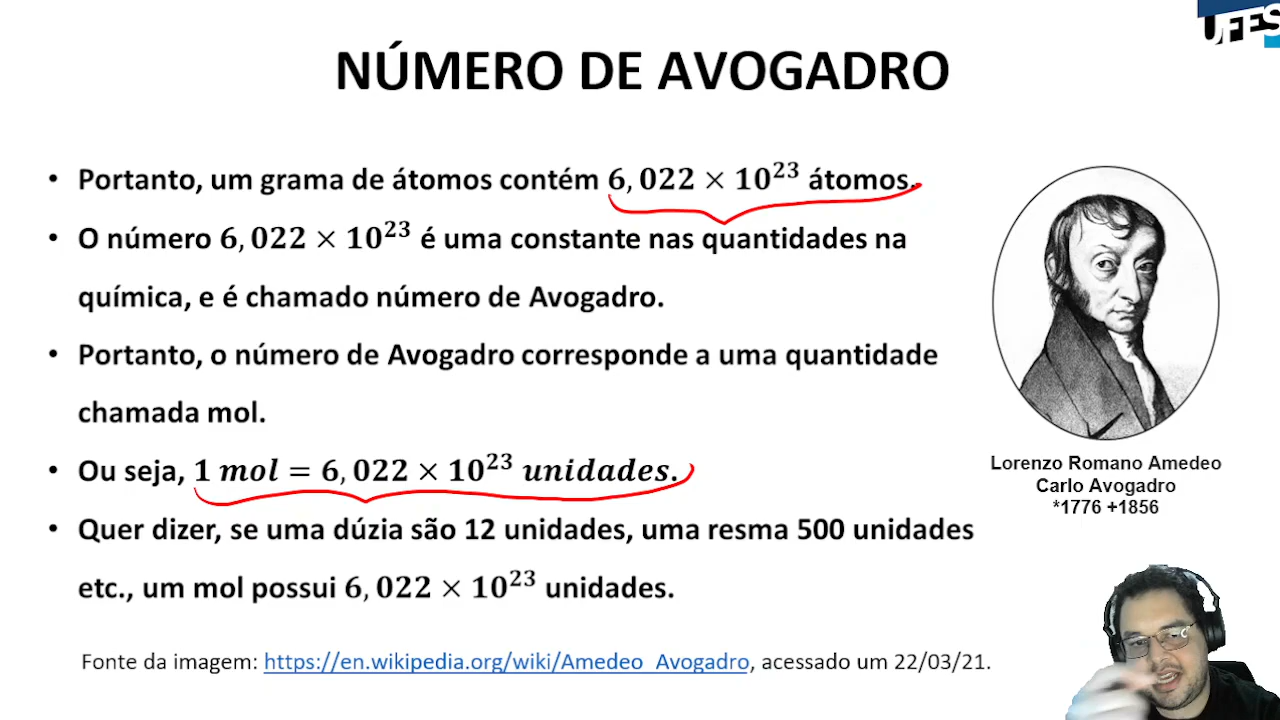 UFES
NÚMERO DE AVOGADRO
• Portanto, um grama de átomos contém 6,022 × 10²³ átomos.
• O número 6,022 × 10²³ é uma constante nas quantidades na
química, e é chamado número de Avogadro.
• Portanto, o número de Avogadro corresponde a uma quantidade
chamada mol.
• Ou seja, 1 mol = 6,022 × 10²³ unidades.
• Quer dizer, se uma dúzia são 12 unidades, uma resma 500 unidades
etc., um mol possui 6,022 × 10²³ unidades.
Lorenzo Romano Amedeo
Carlo Avogadro
*1776 +1856
Fonte da imagem: https://en.wikipedia.org/wiki/Amedeo_Avogadro, acessado um 22/03/21.